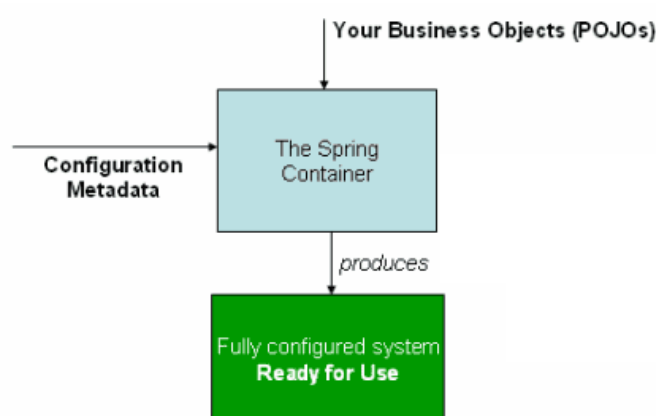 Your Business Objects (POJOs)
The Spring
Container
Configuration
Metadata
produces
Fully configured system
Ready for Use